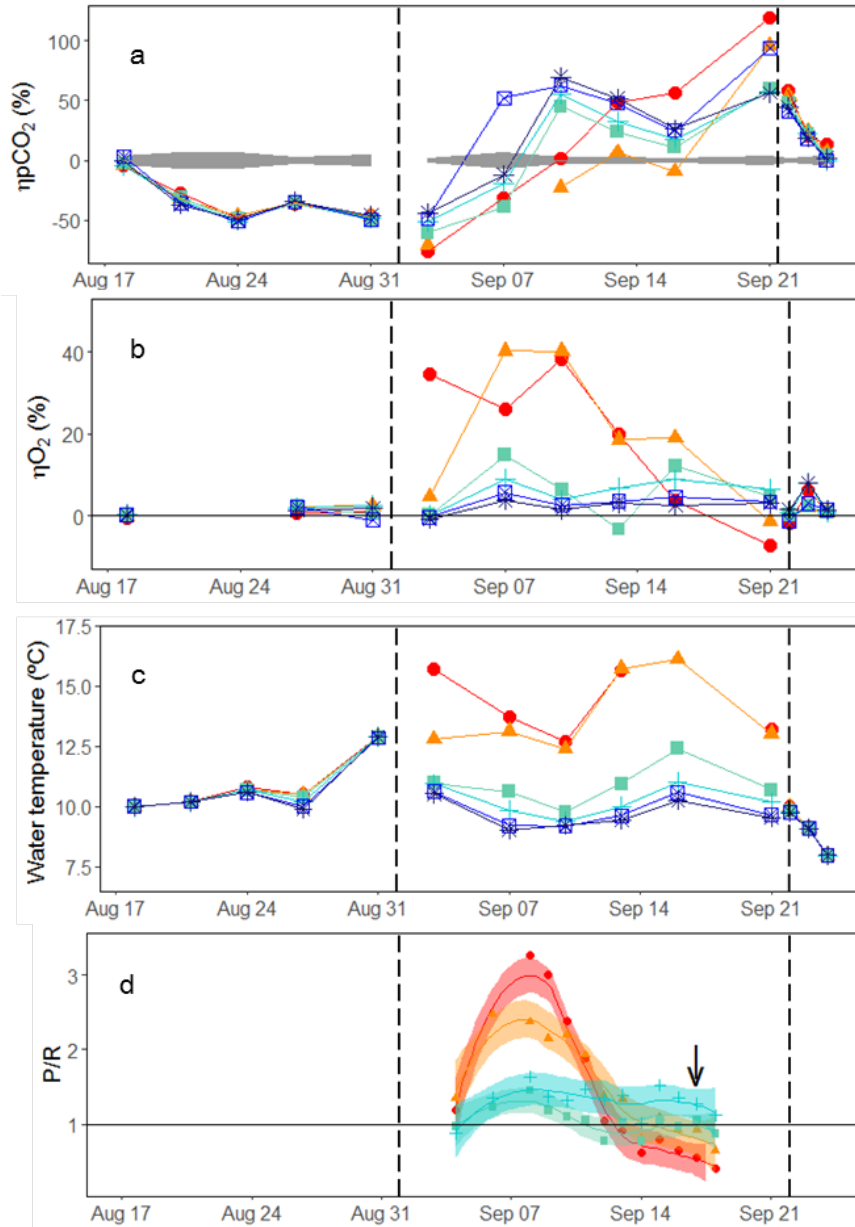 a
ηpCO₂ (%)
100
50
0
-50
Aug 17 Aug 24 Aug 31 Sep 07 Sep 14 Sep 21
b
ηO₂ (%)
40
20
0
Aug 17 Aug 24 Aug 31 Sep 07 Sep 14 Sep 21
c
Water temperature (ºC)
17.5
15.0
12.5
10.0
7.5
Aug 17 Aug 24 Aug 31 Sep 07 Sep 14 Sep 21
d
P/R
3
2
1
Aug 17 Aug 24 Aug 31 Sep 07 Sep 14 Sep 21